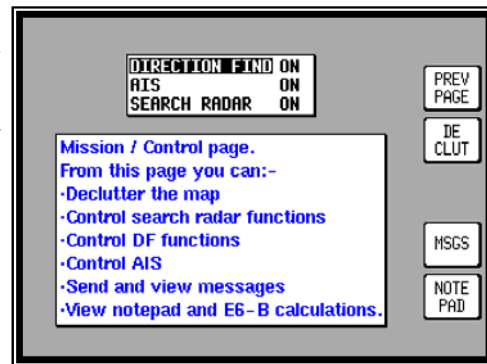 DIRECTION FIND ON
AIS ON
SEARCH RADAR ON
PREV
PAGE
DE
CLUT
Mission / Control page.
From this page you can:-
·Declutter the map
·Control search radar functions
·Control DF functions
·Control AIS
·Send and view messages
·View notepad and E6-B calculations.
MSGS
NOTE
PAD